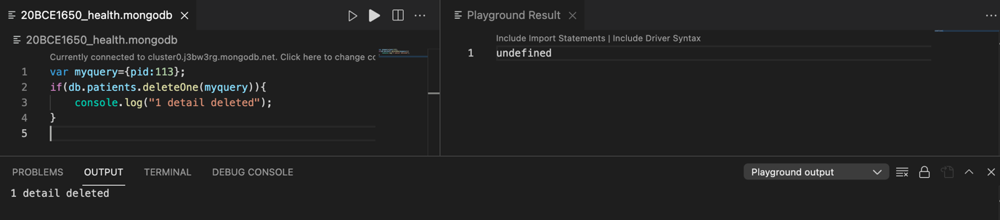 20BCE1650_health.mongodb
Playground Result
20BCE1650_health.mongodb
Currently connected to cluster0.j3bw3rg.mongodb.net. Click here to change co
1 var myquery={pid:113};
2 if(db.patients.deleteOne(myquery)){
3 console.log("1 detail deleted");
4 }
5
Include Import Statements | Include Driver Syntax
1 undefined
PROBLEMS OUTPUT TERMINAL DEBUG CONSOLE
Playground output
1 detail deleted